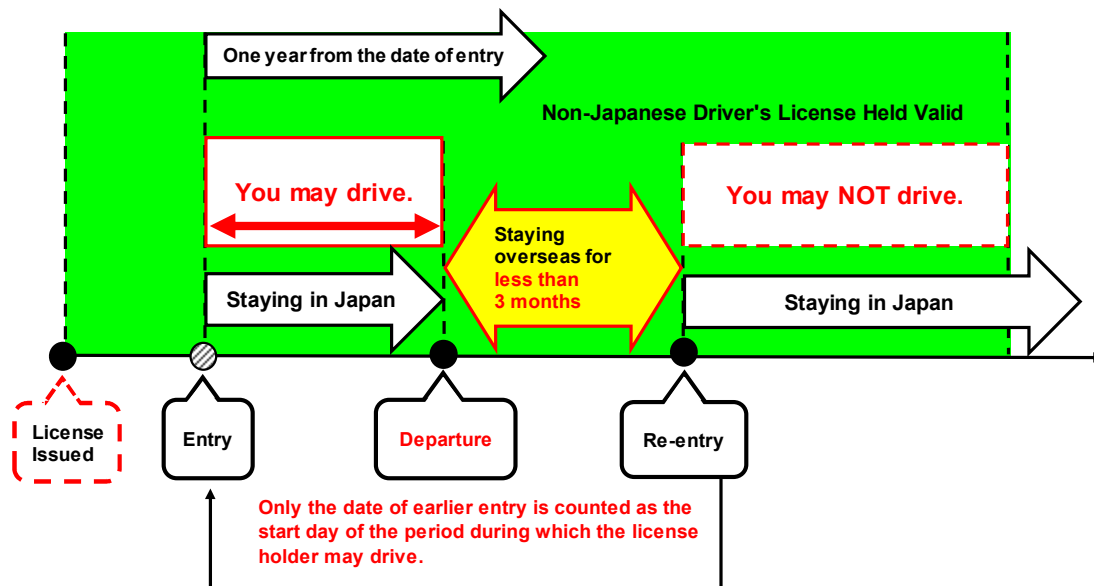 One year from the date of entry
Non-Japanese Driver's License Held Valid
You may drive.
You may NOT drive.
Staying
overseas for
less than
3 months
Staying in Japan
Staying in Japan
License
Issued
Entry
Departure
Re-entry
Only the date of earlier entry is counted as the
start day of the period during which the license
holder may drive.